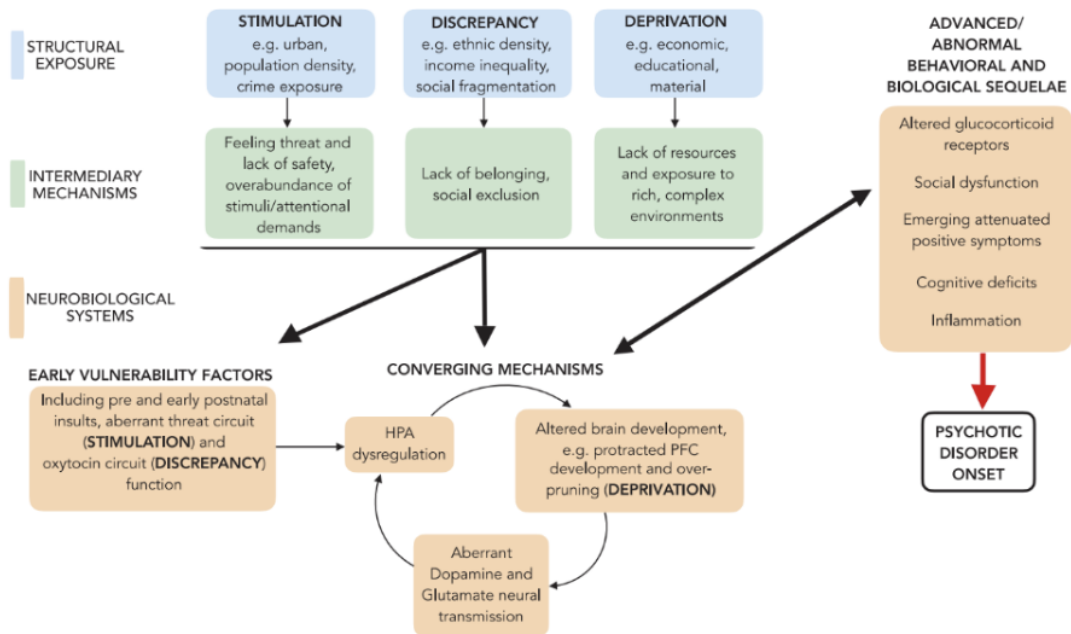 STRUCTURAL
EXPOSURE
STIMULATION
e.g. urban,
population density,
crime exposure
DISCREPANCY
e.g. ethnic density,
income inequality,
social fragmentation
DEPRIVATION
e.g. economic,
educational,
material
ADVANCED/
ABNORMAL
BEHAVIORAL AND
BIOLOGICAL SEQUELAE
Altered glucocorticoid
receptors
Social dysfunction
Emerging attenuated
positive symptoms
Cognitive deficits
Inflammation
INTERMEDIARY
MECHANISMS
Feeling threat and
lack of safety,
overabundance of
stimuli/attentional
demands
Lack of belonging,
social exclusion
Lack of resources
and exposure to
rich, complex
environments
NEUROBIOLOGICAL
SYSTEMS
EARLY VULNERABILITY FACTORS
Including pre and early postnatal
insults, aberrant threat circuit
(STIMULATION) and
oxytocin circuit (DISCREPANCY)
function
CONVERGING MECHANISMS
HPA
dysregulation
Altered brain development,
e.g. protracted PFC
development and over-
pruning (DEPRIVATION)
Aberrant
Dopamine and
Glutamate neural
transmission
PSYCHOTIC
DISORDER
ONSET